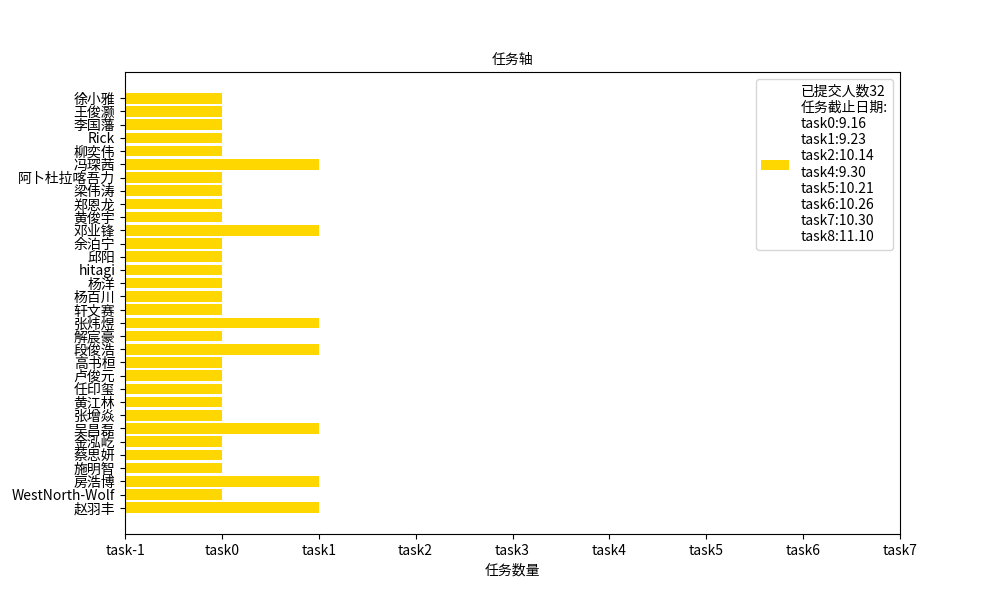 任务轴
已提交人数32
任务截止日期:
task0:9.16
task1:9.23
task2:10.14
task4:9.30
task5:10.21
task6:10.26
task7:10.30
task8:11.10
徐小雅
王俊灏
李国藩
Rick
柳奕伟
冯琛茜
阿卜杜拉喀吾力
梁伟涛
郑恩龙
黄俊宇
邓业锋
余泊宁
邱阳
hitagi
杨洋
杨百川
轩文赛
张炜煜
解宸豪
段俊浩
高书桓
卢俊元
任印玺
黄江林
张增焱
吴昌磊
金泓屹
蔡思妍
施明智
房浩博
WestNorth-Wolf
赵羽丰
task-1 task0 task1 task2 task3 task4 task5 task6 task7
任务数量